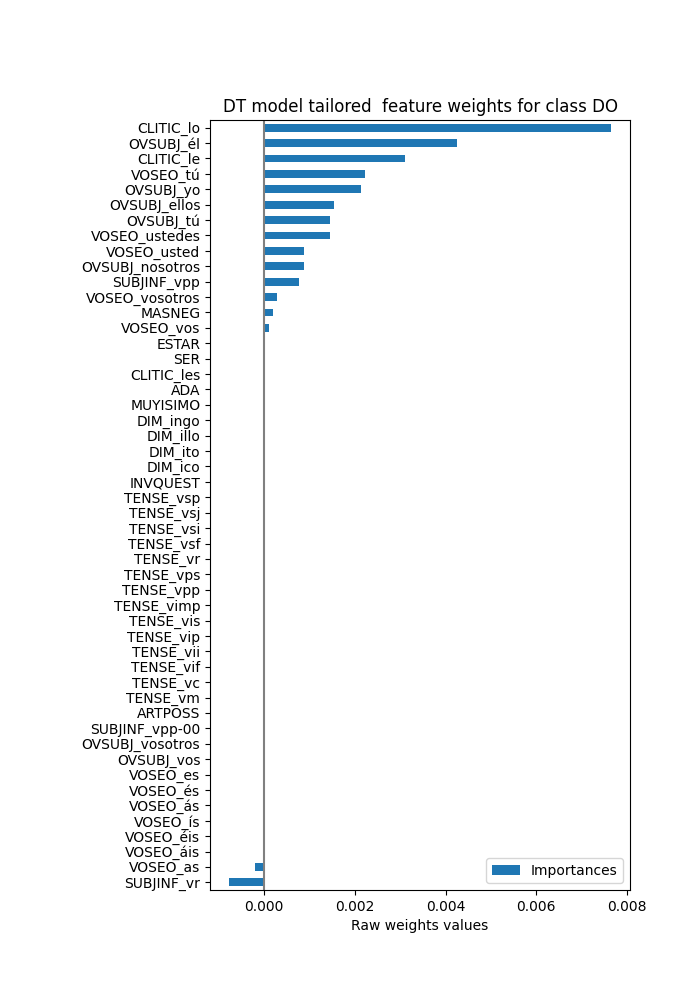 DT model tailored  feature weights for class DO
CLITIC_lo
OVSUBJ_él
CLITIC_le
VOSEO_tú
OVSUBJ_yo
OVSUBJ_ellos
OVSUBJ_tú
VOSEO_ustedes
VOSEO_usted
OVSUBJ_nosotros
SUBJINF_vpp
VOSEO_vosotros
MASNEG
VOSEO_vos
ESTAR
SER
CLITIC_les
ADA
MUYISIMO
DIM_ingo
DIM_illo
DIM_ito
DIM_ico
INVQUEST
TENSE_vsp
TENSE_vsj
TENSE_vsi
TENSE_vsf
TENSE_vr
TENSE_vps
TENSE_vpp
TENSE_vimp
TENSE_vis
TENSE_vip
TENSE_vii
TENSE_vif
TENSE_vc
TENSE_vm
ARTPOSS
SUBJINF_vpp-00
OVSUBJ_vosotros
OVSUBJ_vos
VOSEO_es
VOSEO_és
VOSEO_ás
VOSEO_ís
VOSEO_éis
VOSEO_áis
VOSEO_as
SUBJINF_vr
Importances
0.000 0.002 0.004 0.006 0.008
Raw weights values